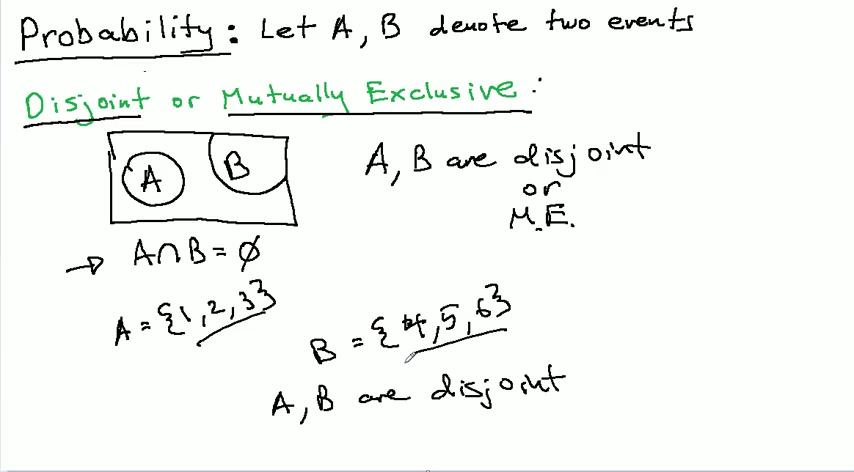 Probability: Let A, B denote two events
Disjoint or Mutually Exclusive:
A B
A, B are disjoint
or
M.E.
→ A∩B = ∅
A = {1, 2, 3}
B = {4, 5, 6}
A, B are disjoint